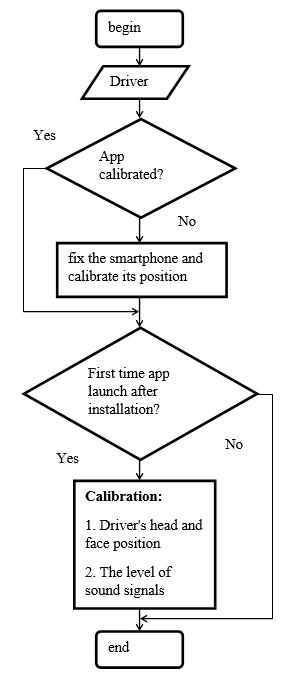 begin
Driver
Yes
App
calibrated?
No
fix the smartphone and
calibrate its position
First time app
launch after
installation?
No
Yes
Calibration:
1. Driver's head and
face position
2. The level of
sound signals
end